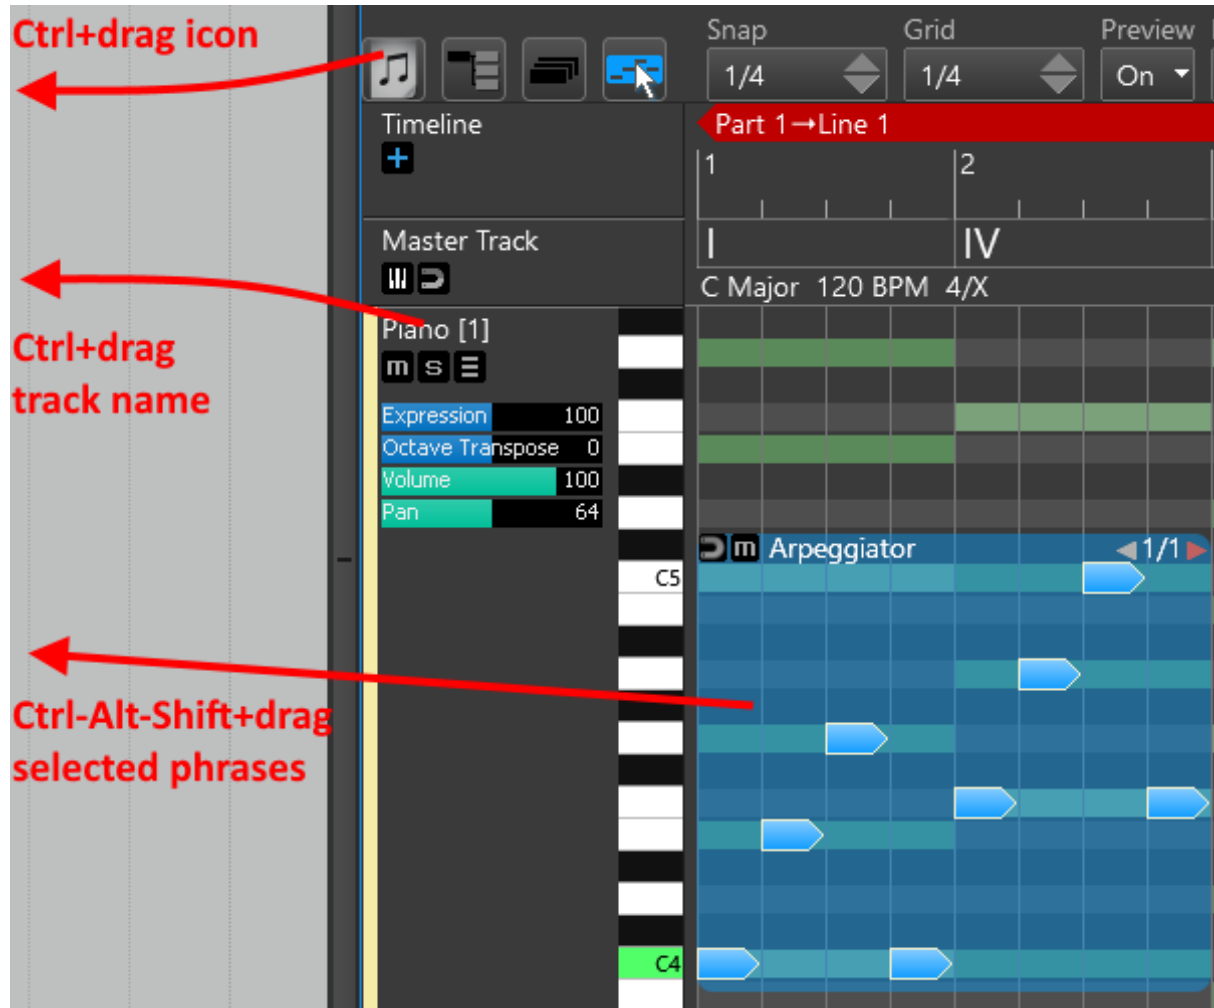 Ctrl+drag icon
Snap
Grid
Preview
1/4
1/4
On
Timeline
Part 1→Line 1
1
2
Master Track
I
IV
C Major 120 BPM 4/X
Ctrl+drag
track name
Piano [1]
m s
Expression 100
Octave Transpose 0
Volume 100
Pan 64
m Arpeggiator 1/1
C5
Ctrl-Alt-Shift+drag
selected phrases
C4